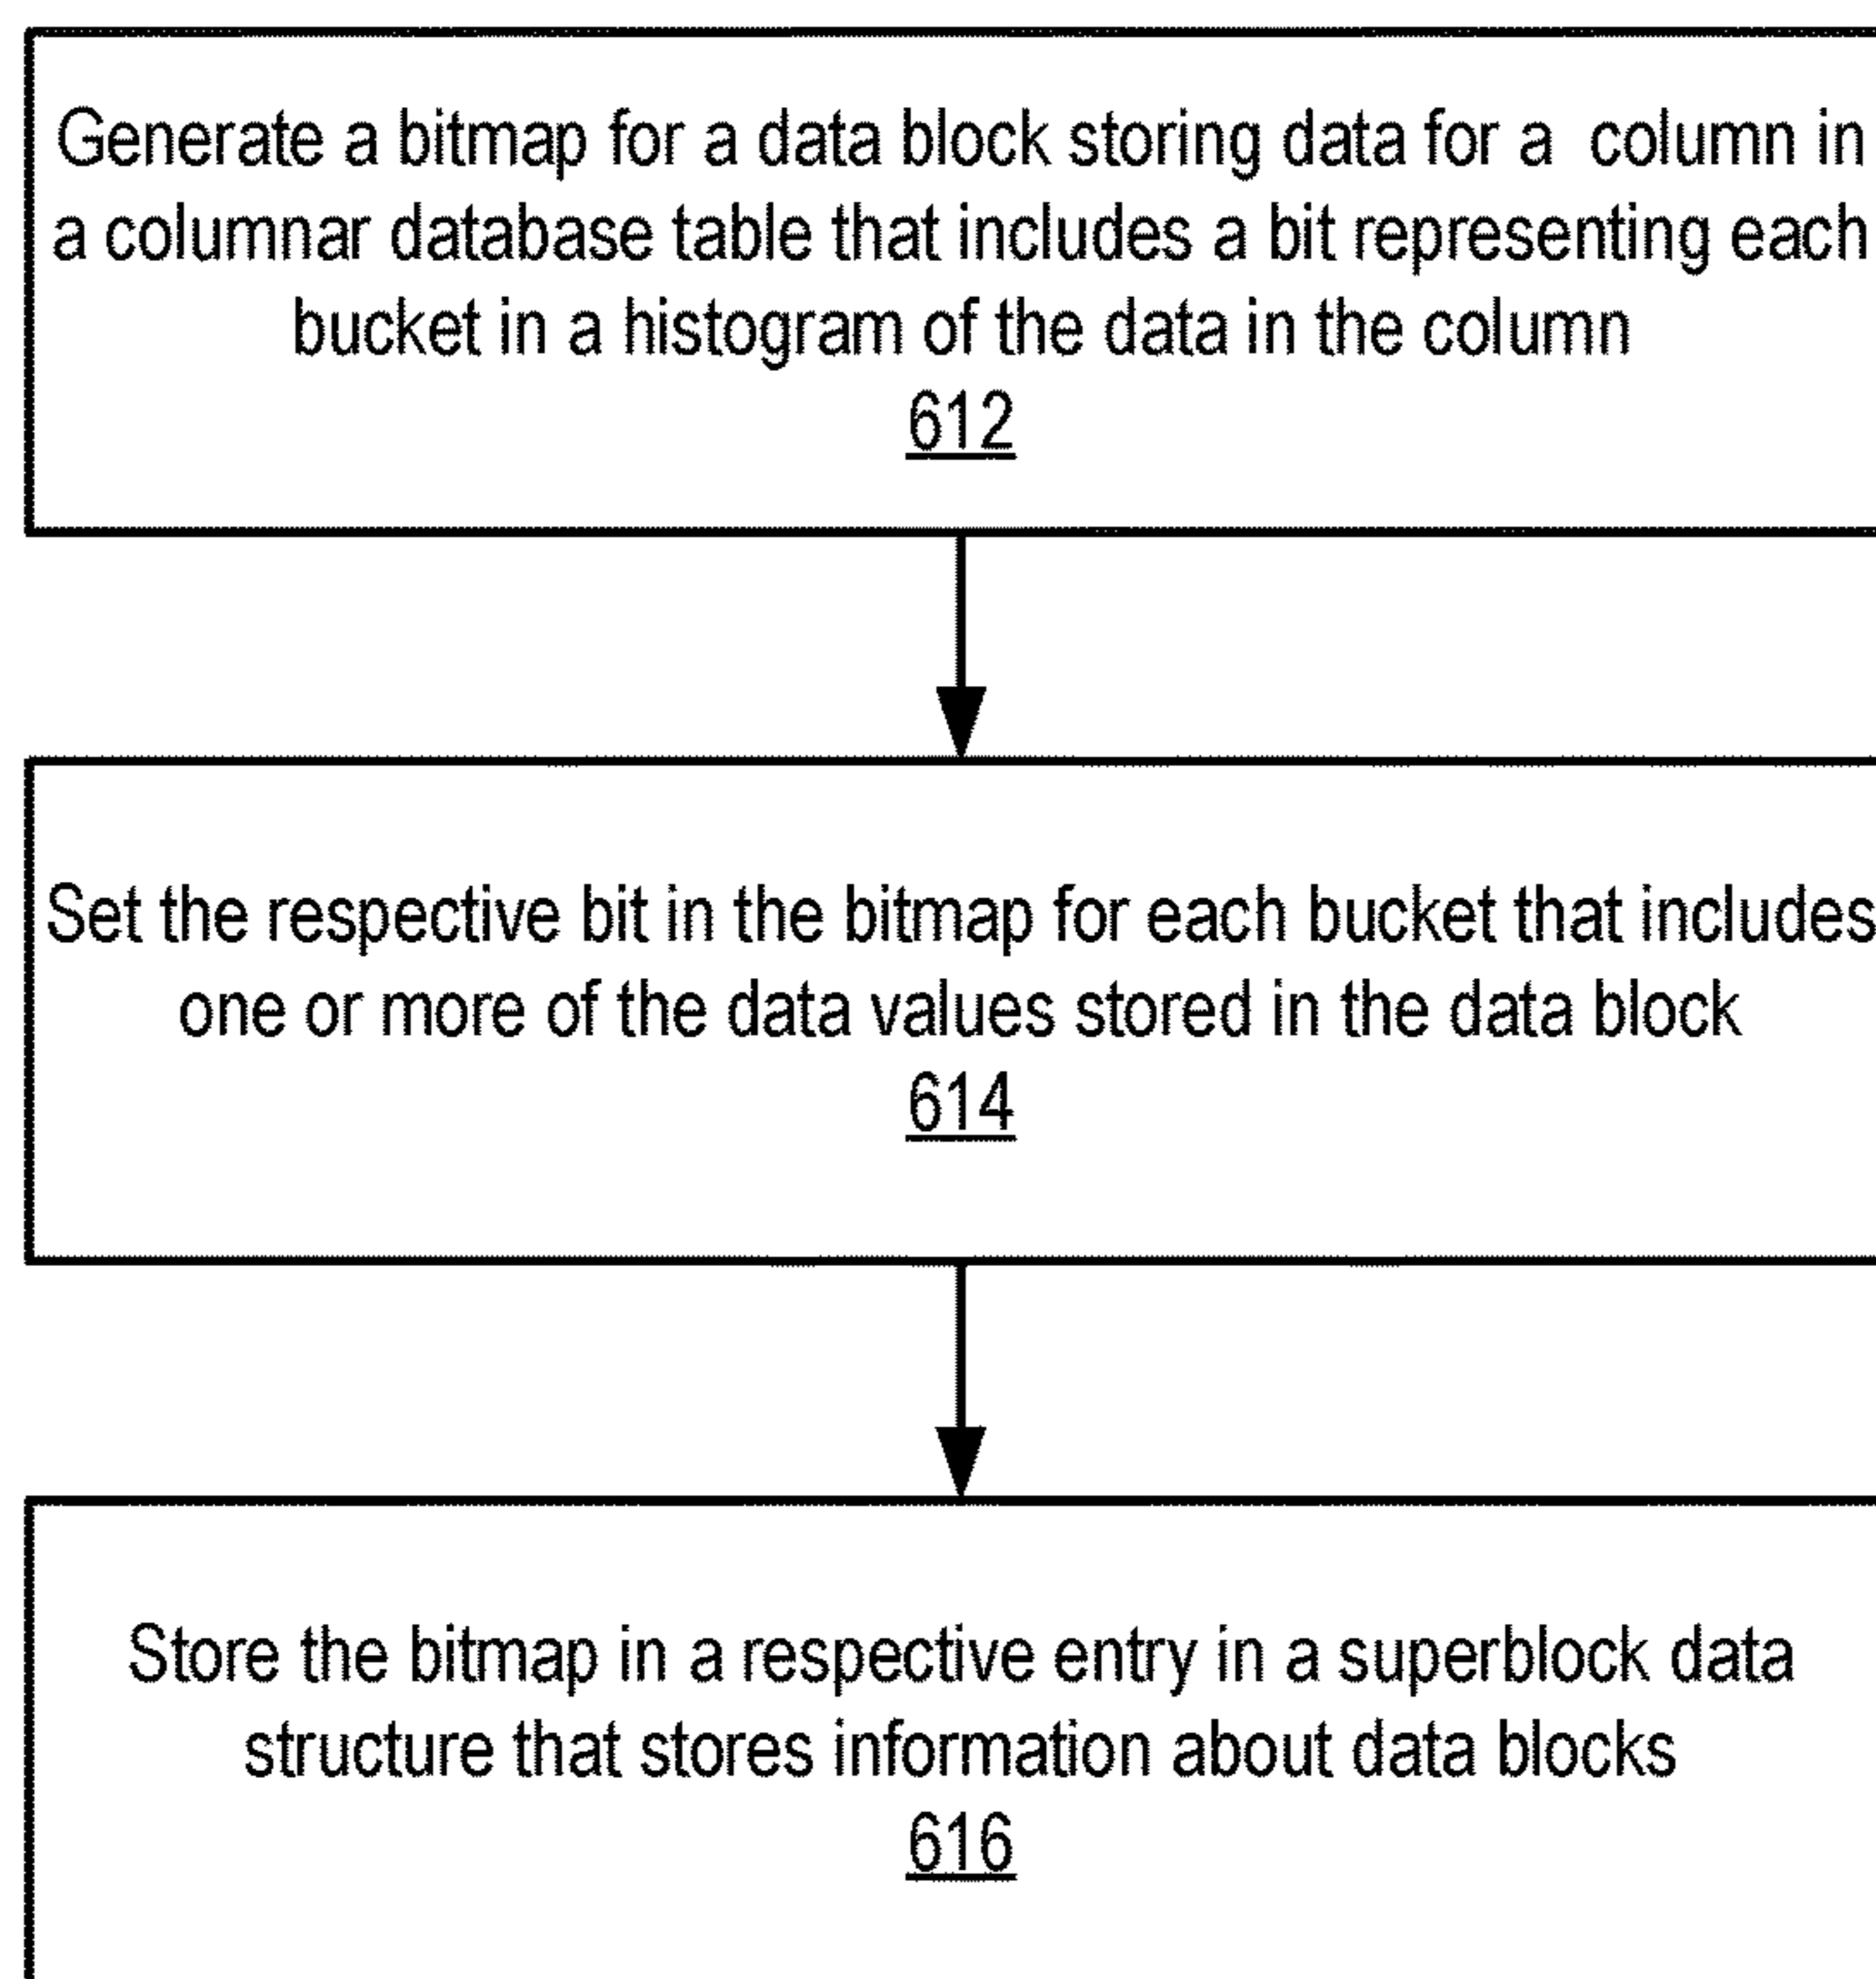 Generate a bitmap for a data block storing data for a column in
a columnar database table that includes a bit representing each
bucket in a histogram of the data in the column
612
Set the respective bit in the bitmap for each bucket that includes
one or more of the data values stored in the data block
614
Store the bitmap in a respective entry in a superblock data
structure that stores information about data blocks
616